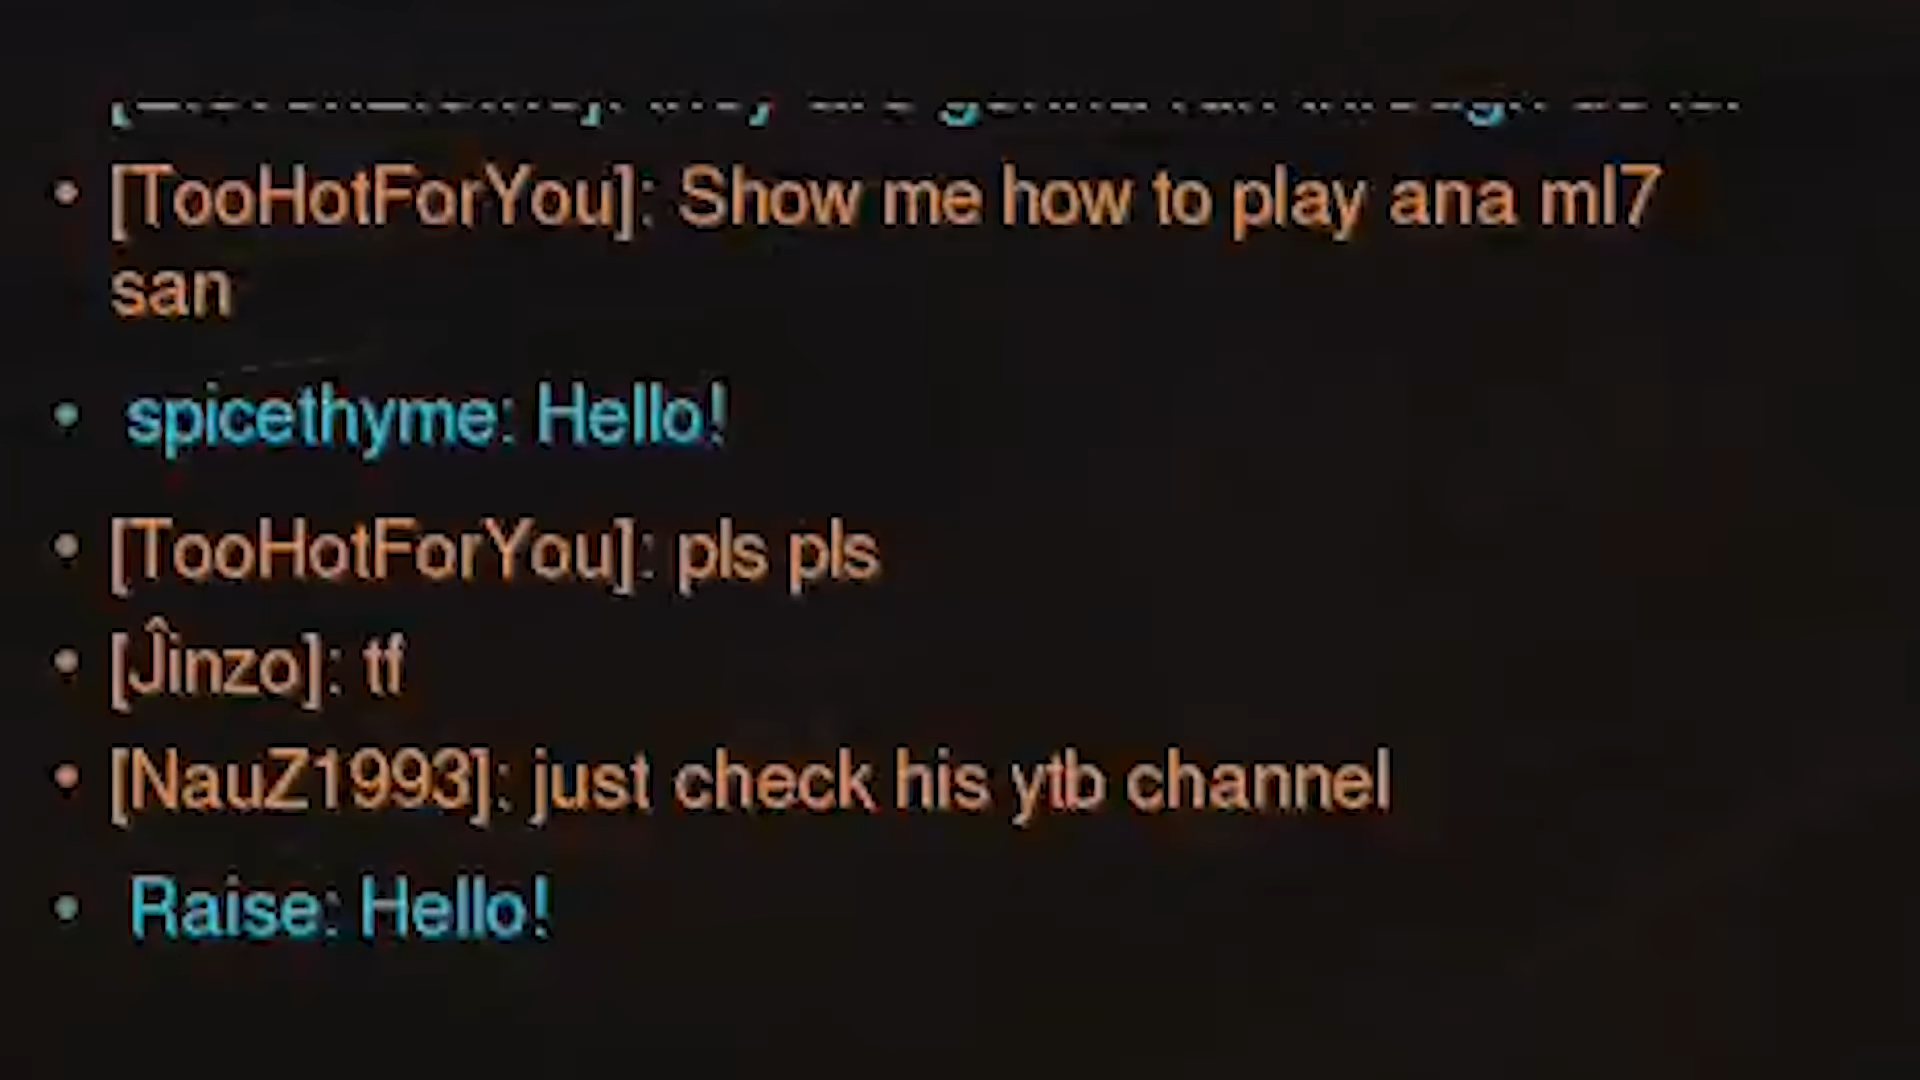 [TooHotForYou]: Show me how to play ana ml7
san
spicethyme: Hello!
[TooHotForYou]: pls pls
[Ĵinzo]: tf
[NauZ1993]: just check his ytb channel
Raise: Hello!